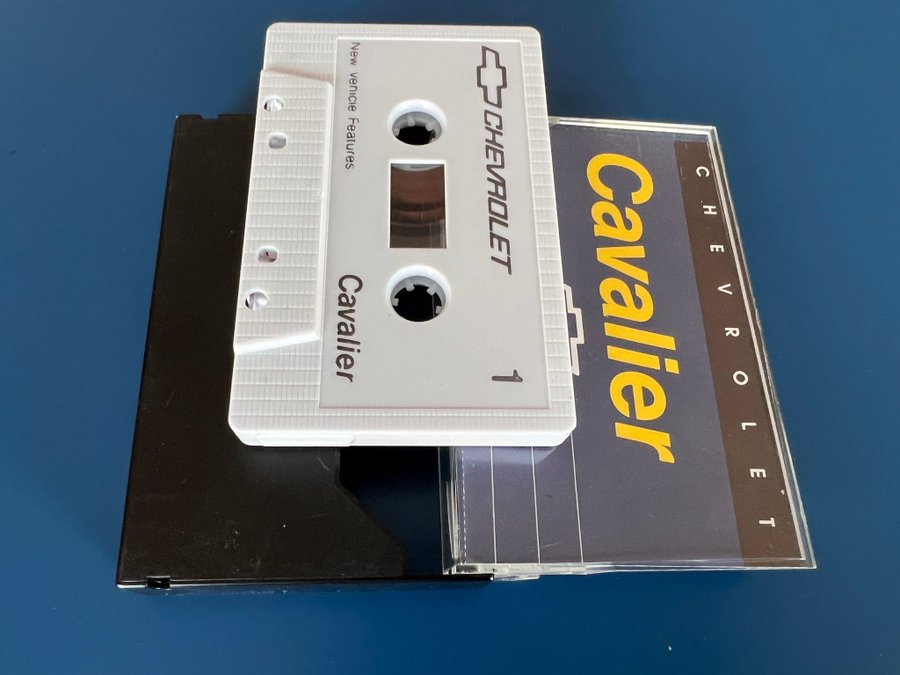 CHEVROLET
1
New vehicle Features
Cavalier
CHEVROLET
Cavalier